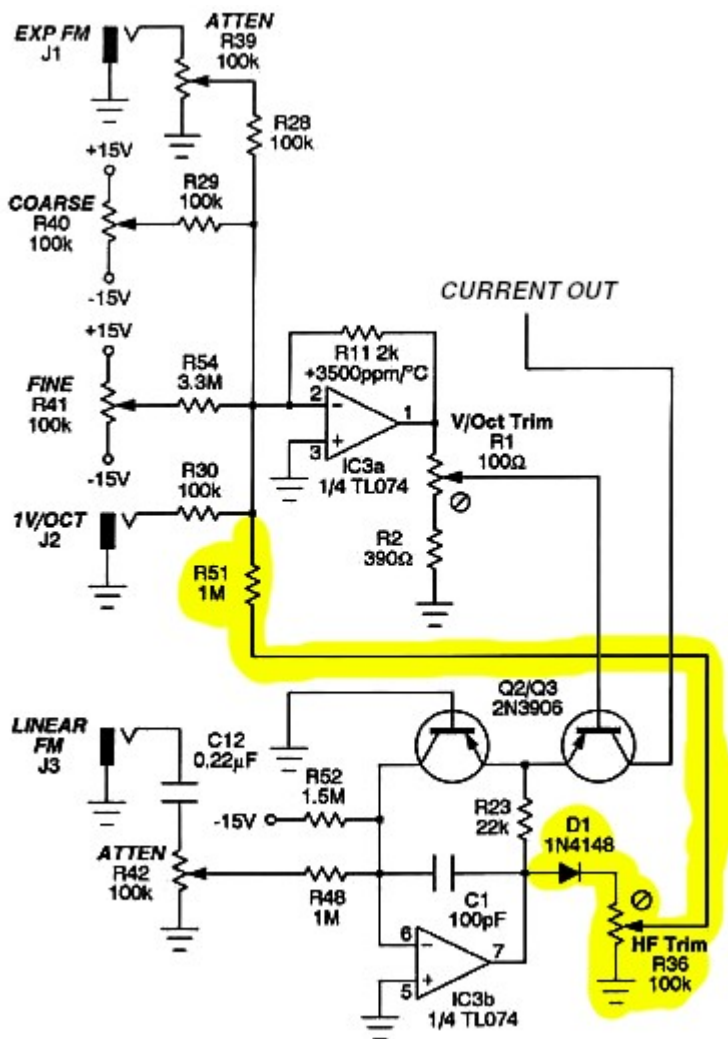 EXP FM
J1
ATTEN
R39
100k
R28
100k
+15V
COARSE
R40
100k
R29
100k
-15V
+15V
FINE
R41
100k
R54
3.3M
-15V
R11 2k
+3500ppm/°C
2
-
1
3
+
IC3a
1/4 TL074
CURRENT OUT
V/Oct Trim
R1
100Ω
R2
390Ω
1V/OCT
J2
R30
100k
R51
1M
Q2/Q3
2N3906
LINEAR
FM
J3
C12
0.22µF
R52
1.5M
-15V
R23
22k
D1
1N4148
ATTEN
R42
100k
R48
1M
C1
100pF
HF Trim
R36
100k
6
-
7
5
+
IC3b
1/4 TL074